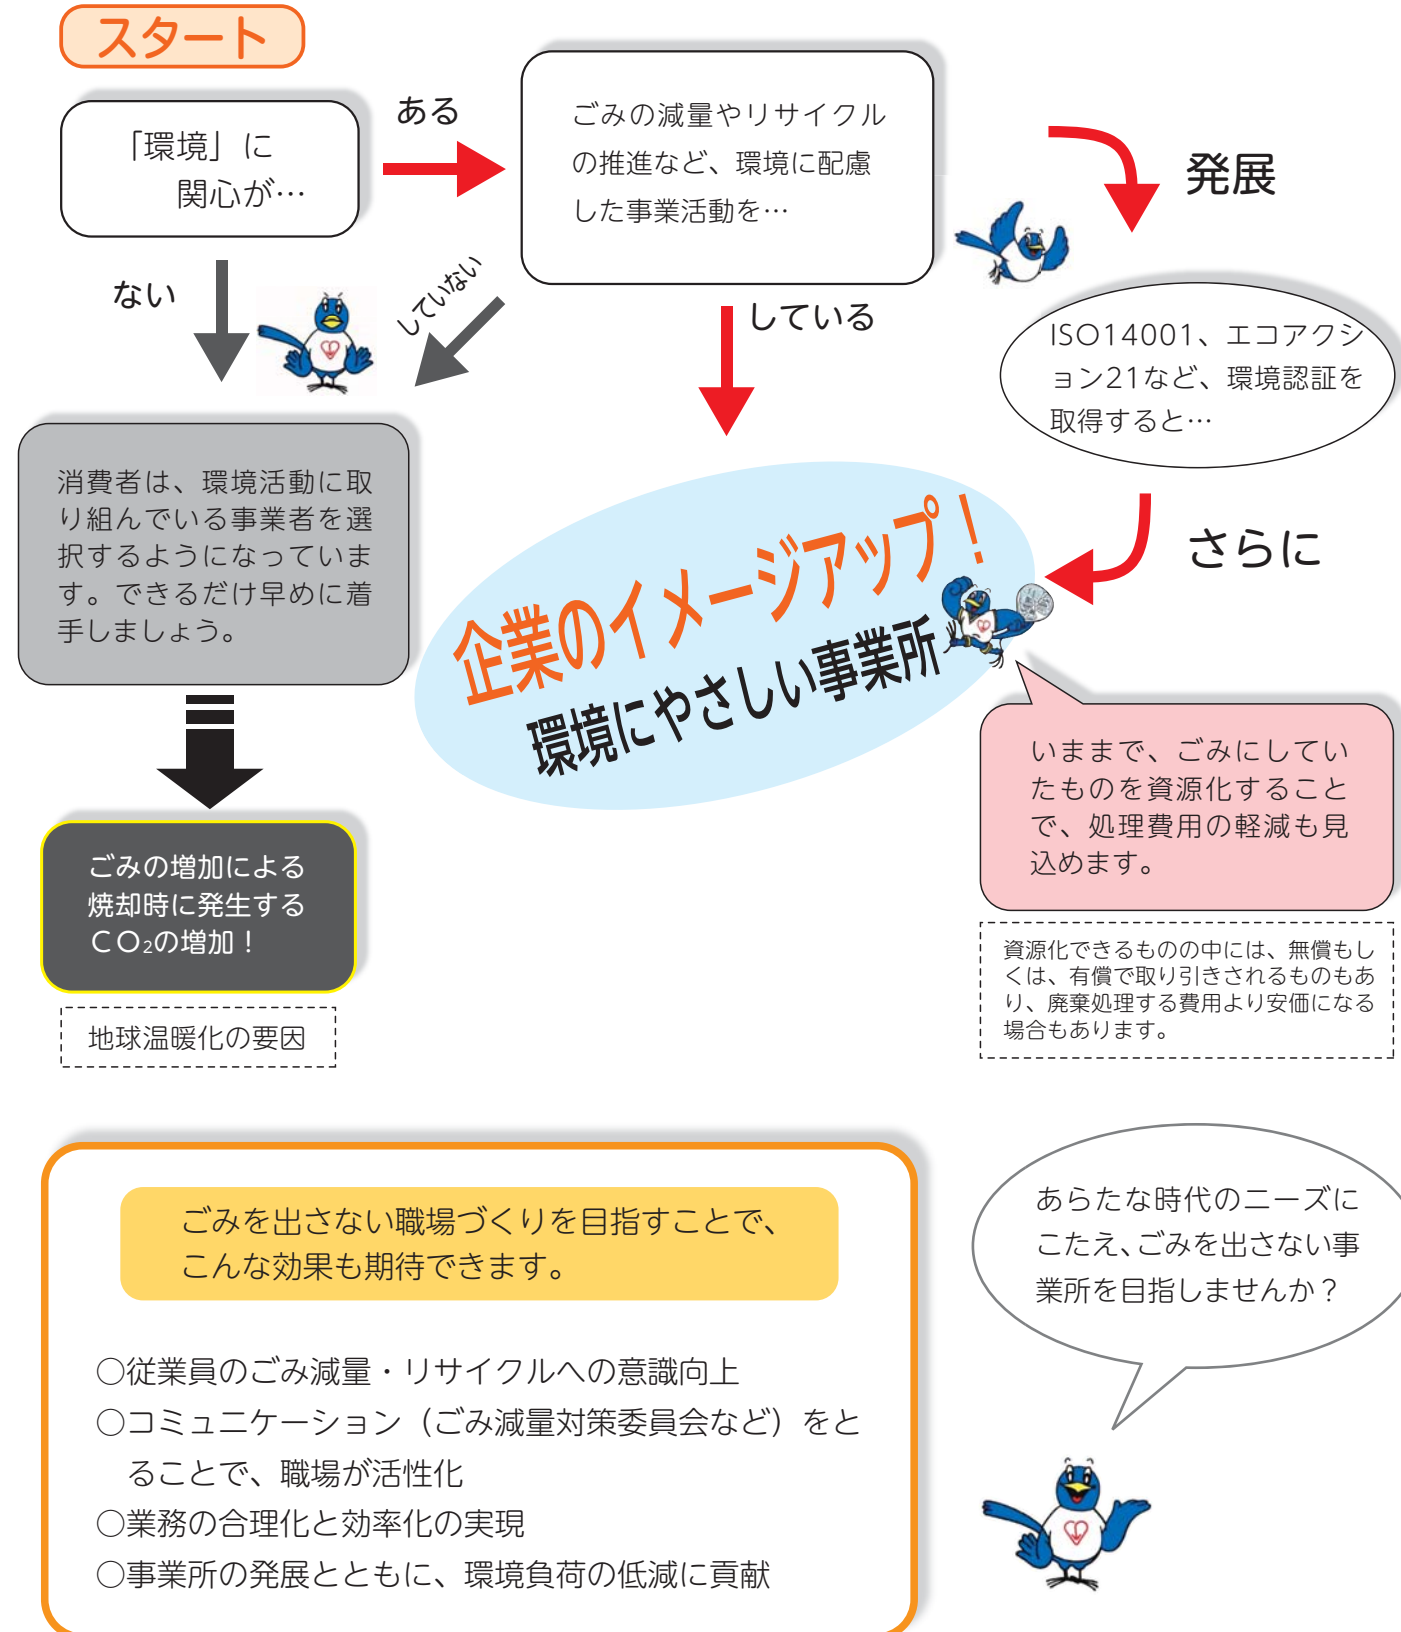 スタート
「環境」に
関心が…
ある
ごみの減量やリサイクル
の推進など、環境に配慮
した事業活動を…
発展
ない
していない
している
ISO14001、エコアクシ
ョン21など、環境認証を
取得すると…
消費者は、環境活動に取
り組んでいる事業者を選
択するようになっていま
す。できるだけ早めに着
手しましょう。
さらに
企業のイメージアップ！
環境にやさしい事業所
いままで、ごみにしてい
たものを資源化すること
で、処理費用の軽減も見
込めます。
ごみの増加による
焼却時に発生する
ＣＯ₂の増加！
資源化できるものの中には、無償もし
くは、有償で取り引きされるものもあ
り、廃棄処理する費用より安価になる
場合もあります。
地球温暖化の要因
ごみを出さない職場づくりを目指すことで、
こんな効果も期待できます。
○従業員のごみ減量・リサイクルへの意識向上
○コミュニケーション（ごみ減量対策委員会など）をと
ることで、職場が活性化
○業務の合理化と効率化の実現
○事業所の発展とともに、環境負荷の低減に貢献
あらたな時代のニーズに
こたえ、ごみを出さない事
業所を目指しませんか？